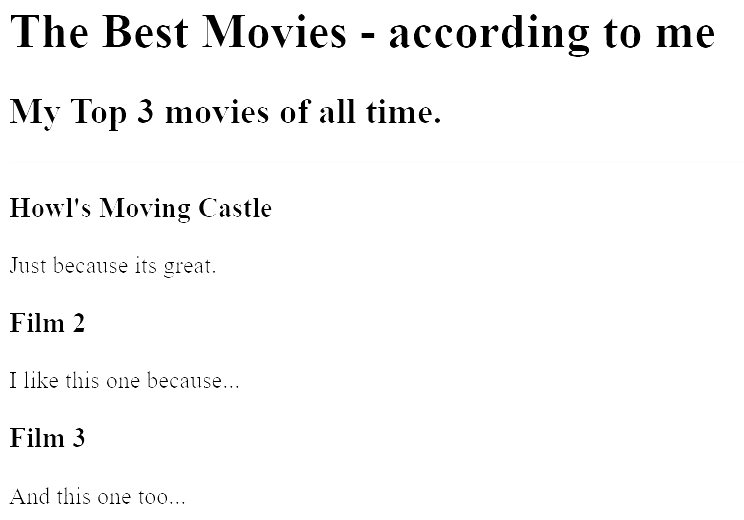 The Best Movies - according to me
My Top 3 movies of all time.
Howl's Moving Castle
Just because its great.
Film 2
I like this one because...
Film 3
And this one too...